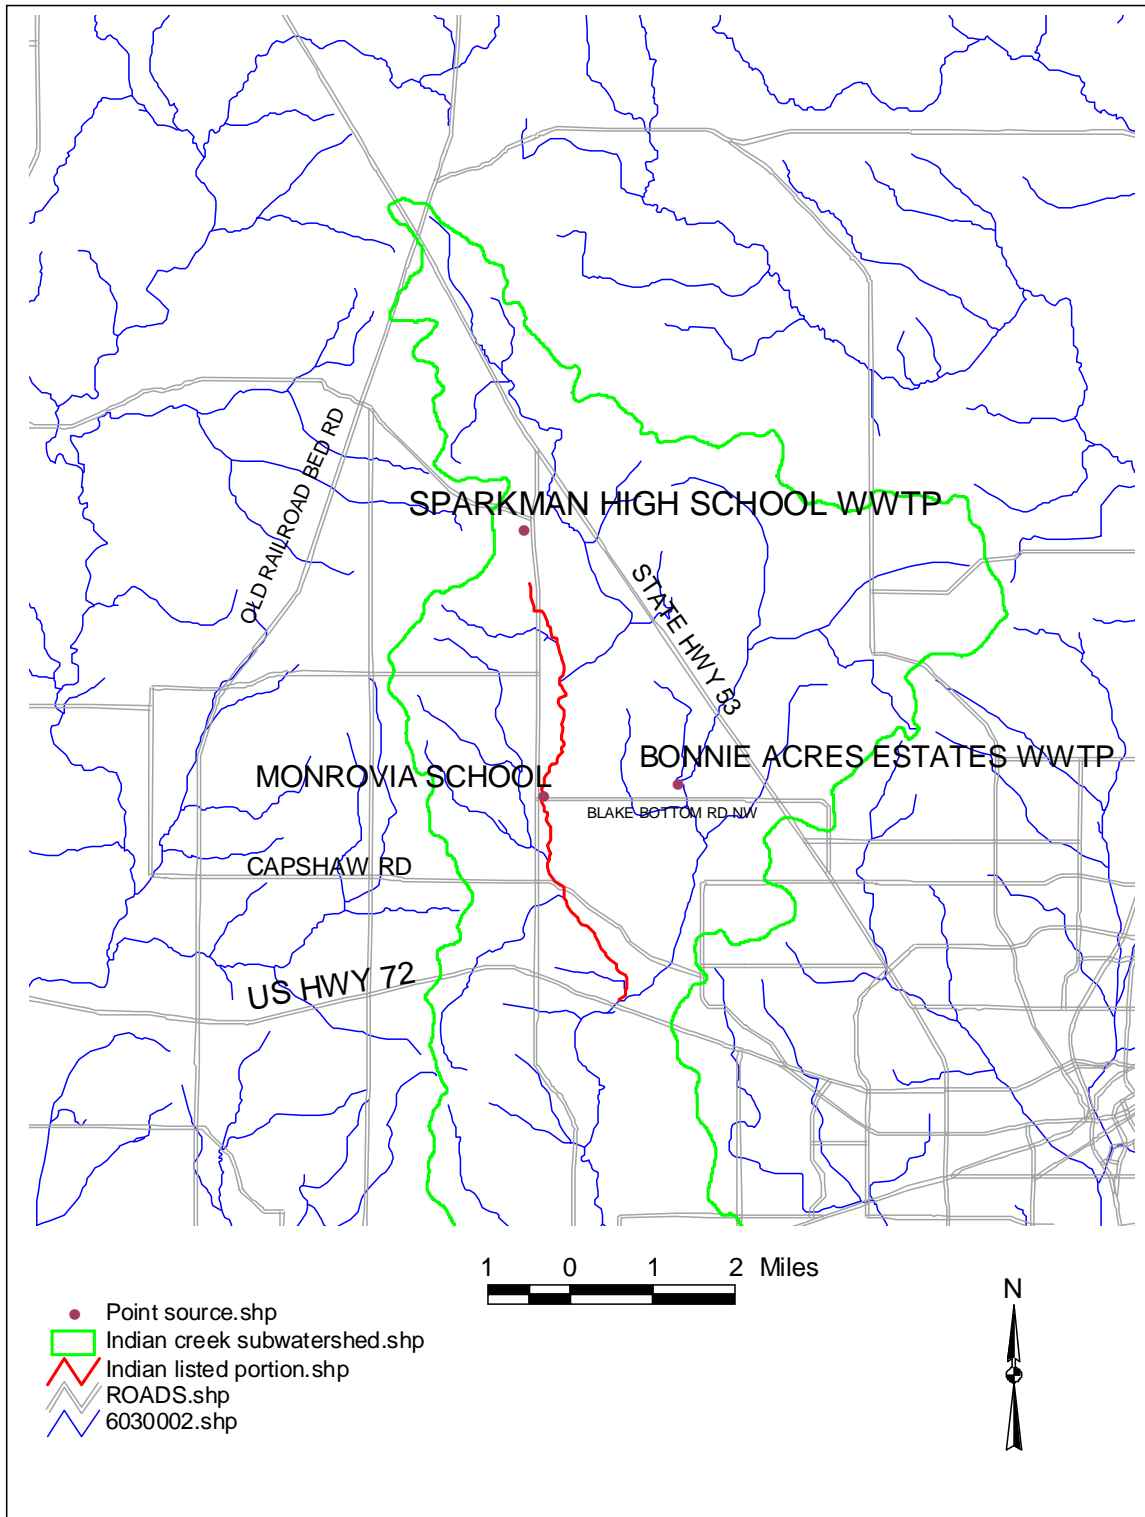 SPARKMAN HIGH SCHOOL WWTP
OLD RAILROAD BED RD
STATE HWY 53
BONNIE ACRES ESTATES WWTP
MONROVIA SCHOOL
BLAKE BOTTOM RD NW
CAPSHAW RD
US HWY 72
1 0 1 2 Miles
N
Point source.shp
Indian creek subwatershed.shp
Indian listed portion.shp
ROADS.shp
6030002.shp